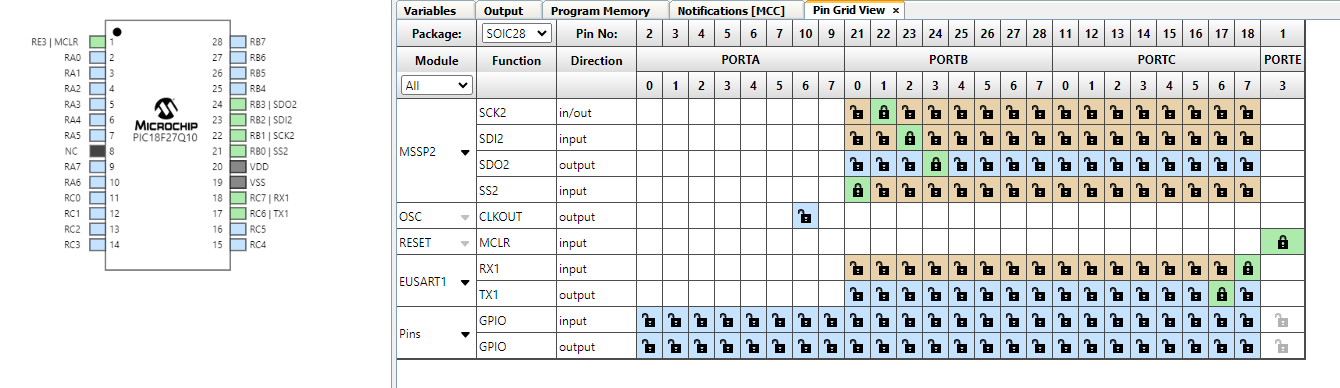 Variables Output Program Memory Notifications [MCC] Pin Grid View ×
Package: SOIC28 Pin No: 2 3 4 5 6 7 10 9 21 22 23 24 25 26 27 28 11 12 13 14 15 16 17 18 1
Module Function Direction PORTA PORTB PORTC PORTE
All 0 1 2 3 4 5 6 7 0 1 2 3 4 5 6 7 0 1 2 3 4 5 6 7 3
MSSP2
SCK2 in/out
SDI2 input
SDO2 output
SS2 input
OSC CLKOUT output
RESET MCLR input
EUSART1
RX1 input
TX1 output
Pins
GPIO input
GPIO output
RE3 | MCLR 1 28 RB7
RA0 2 27 RB6
RA1 3 26 RB5
RA2 4 25 RB4
RA3 5 24 RB3 | SDO2
RA4 6 23 RB2 | SDI2
RA5 7 22 RB1 | SCK2
NC 8 21 RB0 | SS2
RA7 9 20 VDD
RA6 10 19 VSS
RC0 11 18 RC7 | RX1
RC1 12 17 RC6 | TX1
RC2 13 16 RC5
RC3 14 15 RC4
MICROCHIP
PIC18F27Q10